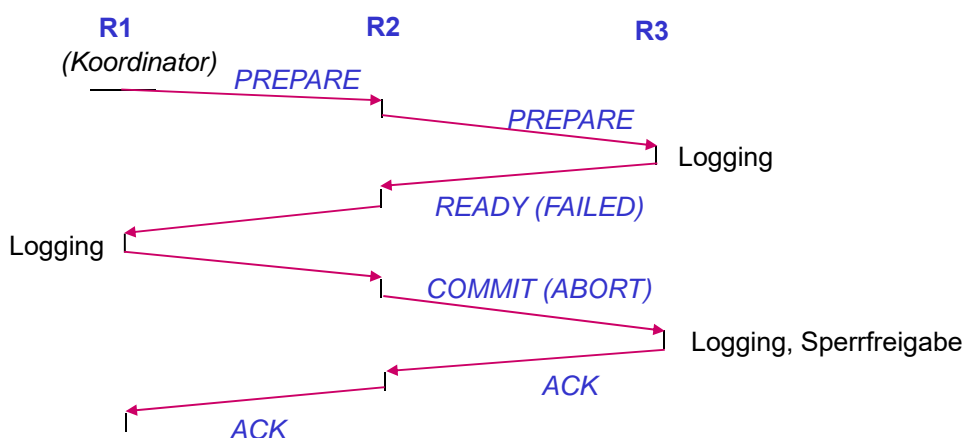 R1 R2 R3
(Koordinator)
PREPARE
PREPARE
Logging
READY (FAILED)
Logging
COMMIT (ABORT)
Logging, Sperrfreigabe
ACK
ACK